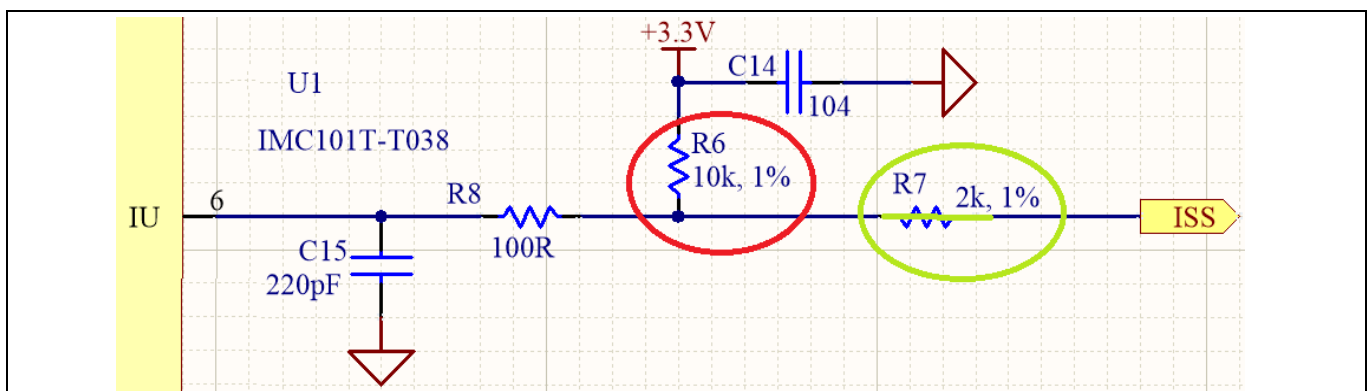 +3.3V
U1
C14
104
IMC101T-T038
R6
10k, 1%
IU
6
R8
100R
R7
2k, 1%
ISS
C15
220pF